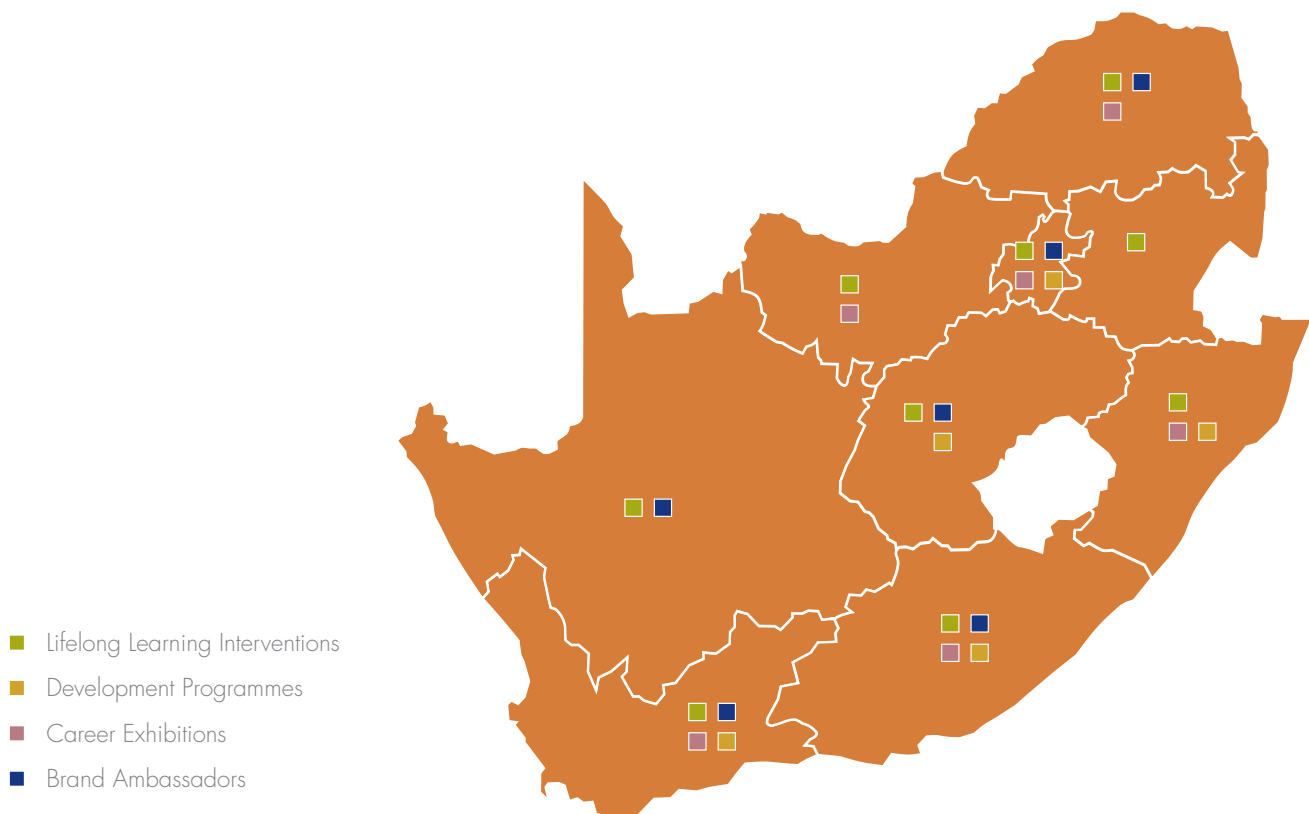 Lifelong Learning Interventions
Development Programmes
Career Exhibitions
Brand Ambassadors